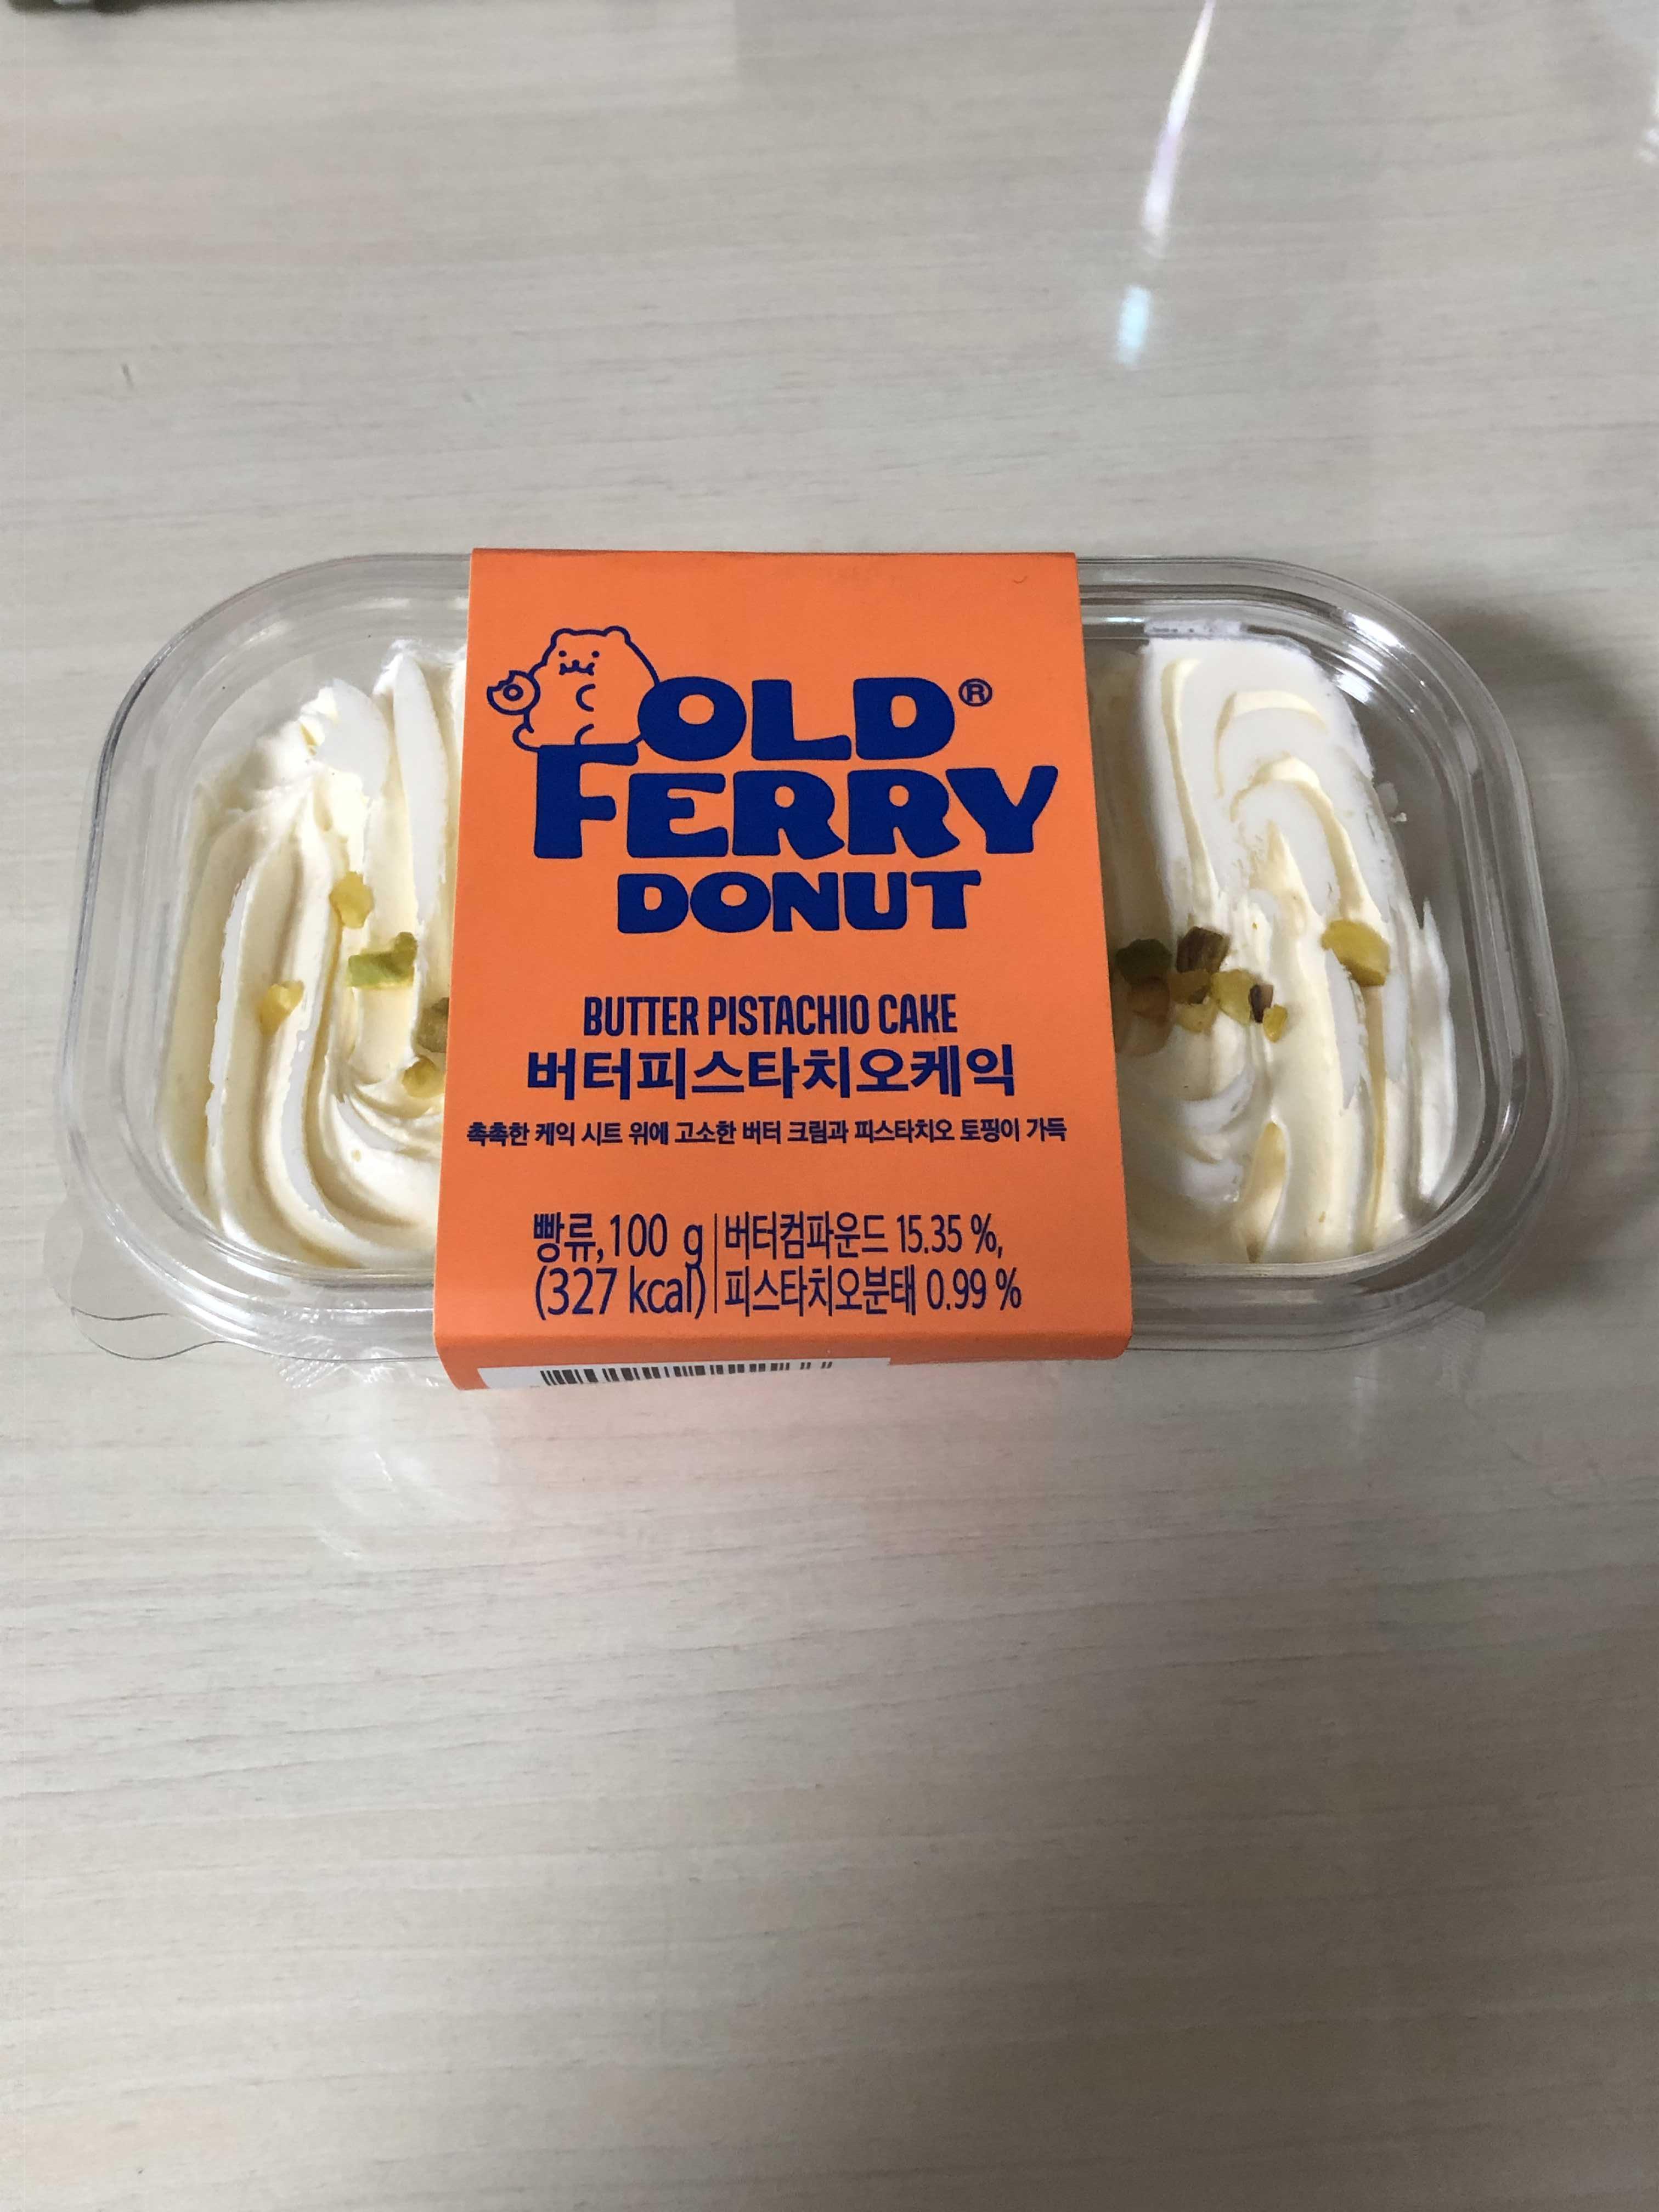 OLD®
FERRY
DONUT
BUTTER PISTACHIO CAKE
버터피스타치오케익
촉촉한 케익 시트 위에 고소한 버터 크림과 피스타치오 토핑이 가득
빵류, 100 g | 버터컴파운드 15.35 %,
(327 kcal) | 피스타치오분태 0.99 %